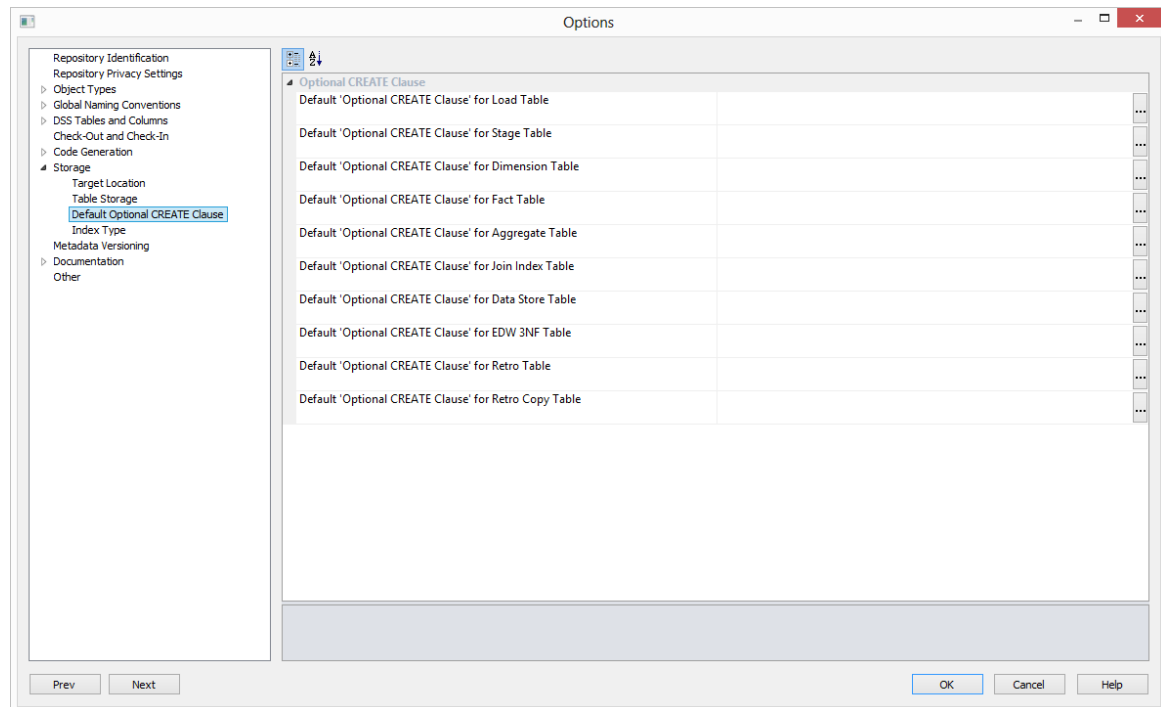 Options
Repository Identification
Repository Privacy Settings
Object Types
Global Naming Conventions
DSS Tables and Columns
Check-Out and Check-In
Code Generation
Storage
Target Location
Table Storage
Default Optional CREATE Clause
Index Type
Metadata Versioning
Documentation
Other
Optional CREATE Clause
Default 'Optional CREATE Clause' for Load Table
...
Default 'Optional CREATE Clause' for Stage Table
...
Default 'Optional CREATE Clause' for Dimension Table
...
Default 'Optional CREATE Clause' for Fact Table
...
Default 'Optional CREATE Clause' for Aggregate Table
...
Default 'Optional CREATE Clause' for Join Index Table
...
Default 'Optional CREATE Clause' for Data Store Table
...
Default 'Optional CREATE Clause' for EDW 3NF Table
...
Default 'Optional CREATE Clause' for Retro Table
...
Default 'Optional CREATE Clause' for Retro Copy Table
...
Prev Next OK Cancel Help